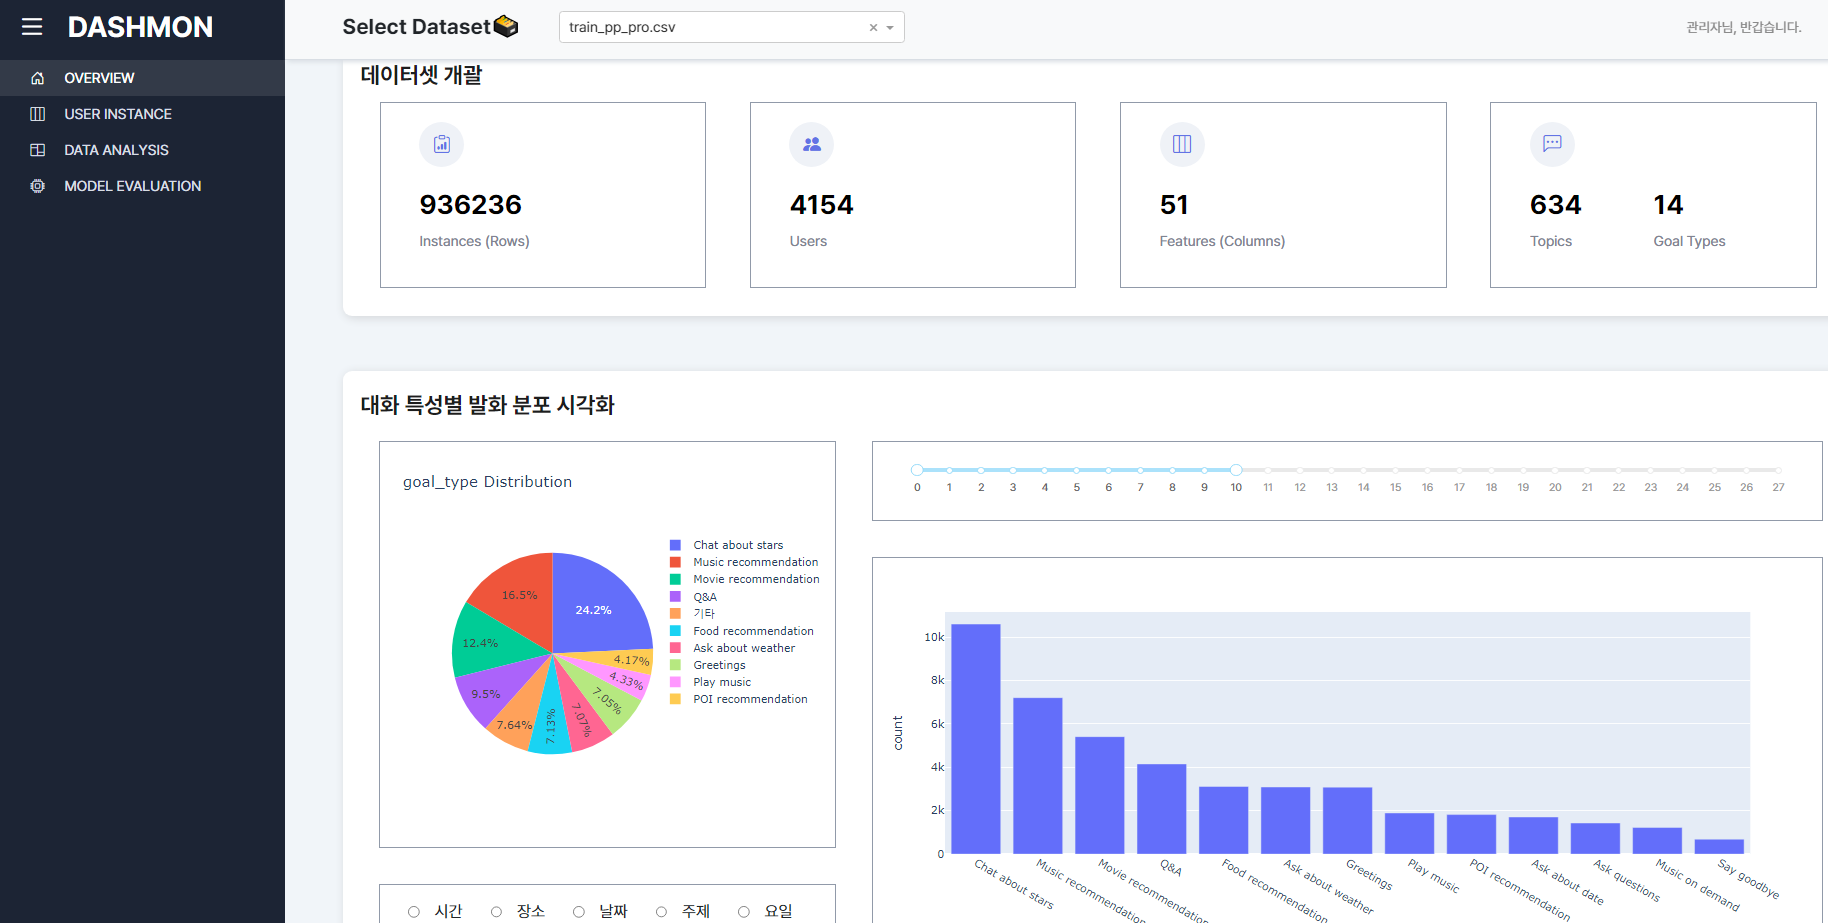 DASHMON
Select Dataset
train_pp_pro.csv
관리자님, 반갑습니다.
OVERVIEW
USER INSTANCE
DATA ANALYSIS
MODEL EVALUATION
데이터셋 개괄
936236
Instances (Rows)
4154
Users
51
Features (Columns)
634
Topics
14
Goal Types
대화 특성별 발화 분포 시각화
goal_type Distribution
24.2%
16.5%
12.4%
9.5%
7.64%
7.13%
7.07%
7.05%
4.33%
4.17%
Chat about stars
Music recommendation
Movie recommendation
Q&A
기타
Food recommendation
Ask about weather
Greetings
Play music
POI recommendation
0 1 2 3 4 5 6 7 8 9 10 11 12 13 14 15 16 17 18 19 20 21 22 23 24 25 26 27
count
10k
8k
6k
4k
2k
0
Chat about stars
Music recommendation
Movie recommendation
Q&A
Food recommendation
Ask about weather
Greetings
Play music
POI recommendation
Ask about date
Ask questions
Music on demand
Say goodbye
시간 장소 날짜 주제 요일